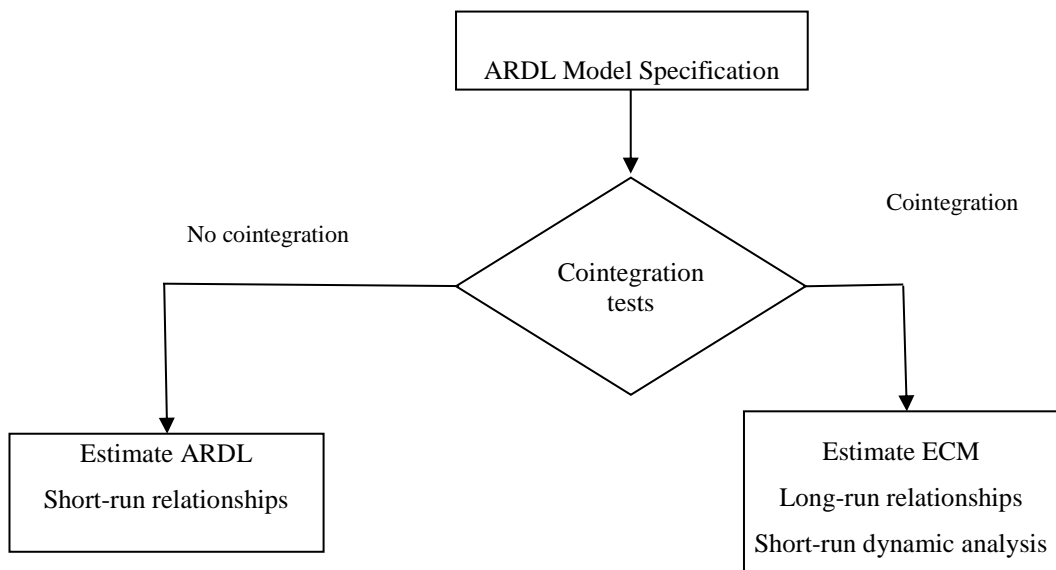 ARDL Model Specification
Cointegration
No cointegration
Cointegration
tests
Estimate ARDL
Short-run relationships
Estimate ECM
Long-run relationships
Short-run dynamic analysis